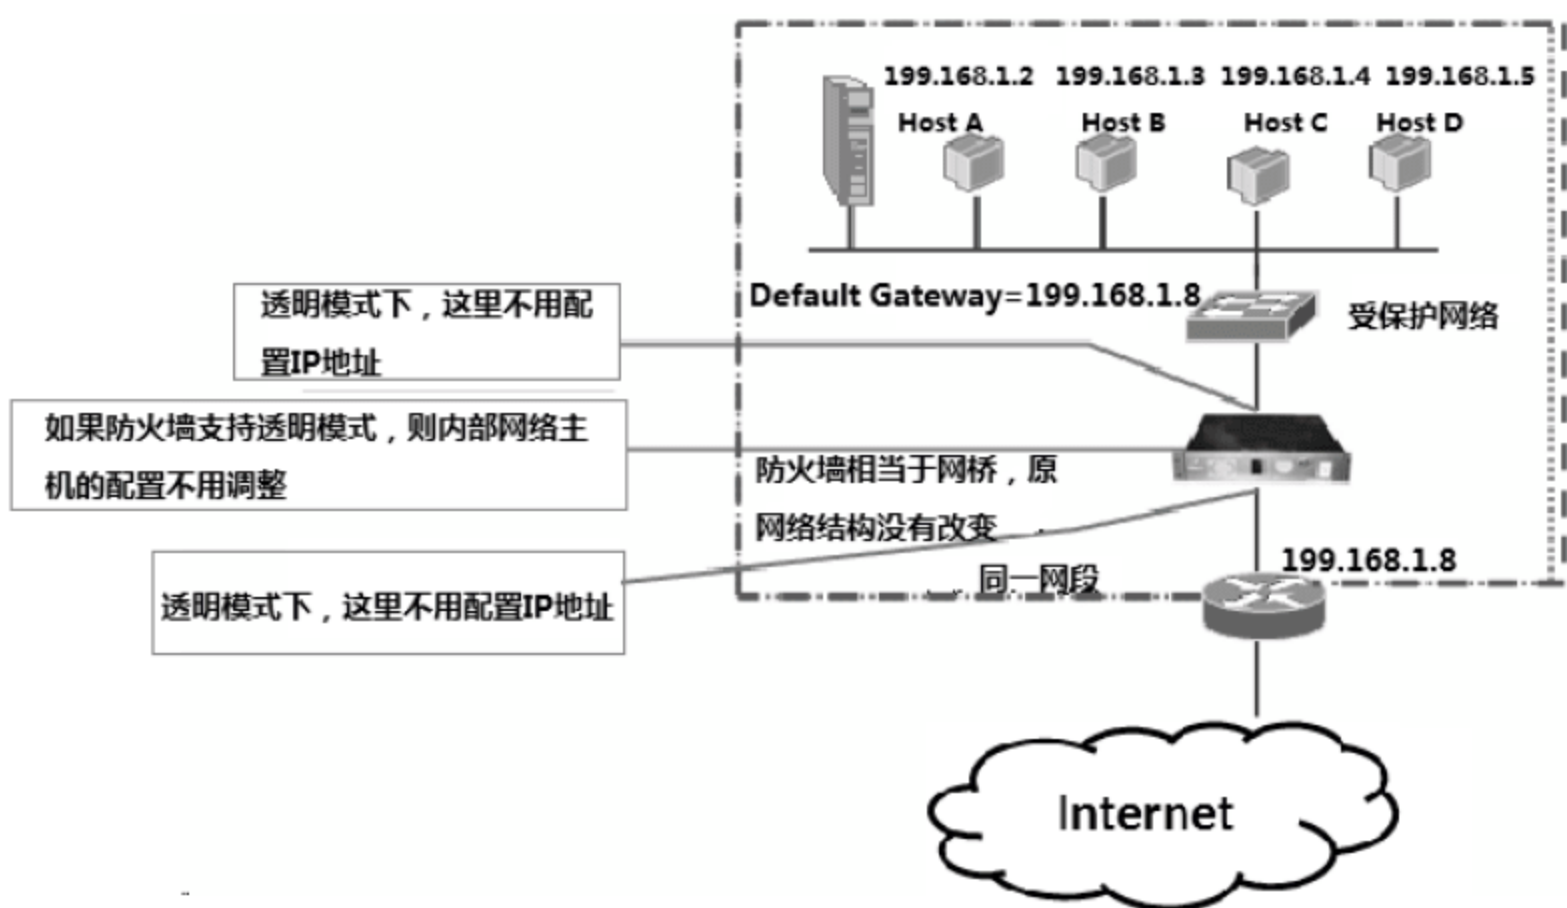 199.168.1.2 199.168.1.3 199.168.1.4 199.168.1.5
Host A Host B Host C Host D
Default Gateway=199.168.1.8
受保护网络
透明模式下，这里不用配
置IP地址
如果防火墙支持透明模式，则内部网络主
机的配置不用调整
防火墙相当于网桥，原
网络结构没有改变
199.168.1.8
同一网段
透明模式下，这里不用配置IP地址
Internet